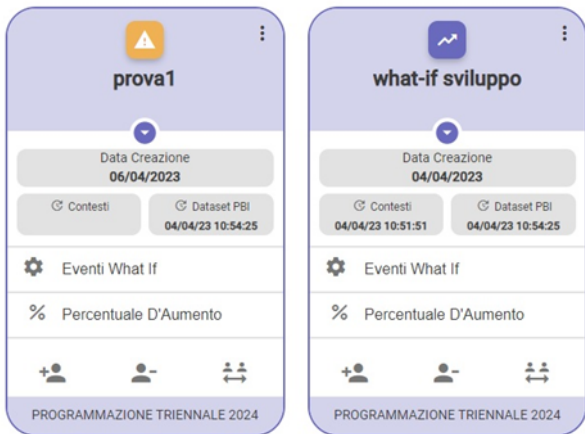 prova1
Data Creazione
06/04/2023
Contesti
Dataset PBI
04/04/23 10:54:25
Eventi What If
% Percentuale D'Aumento
PROGRAMMAZIONE TRIENNALE 2024
what-if sviluppo
Data Creazione
04/04/2023
Contesti
04/04/23 10:51:51
Dataset PBI
04/04/23 10:54:25
Eventi What If
% Percentuale D'Aumento
PROGRAMMAZIONE TRIENNALE 2024